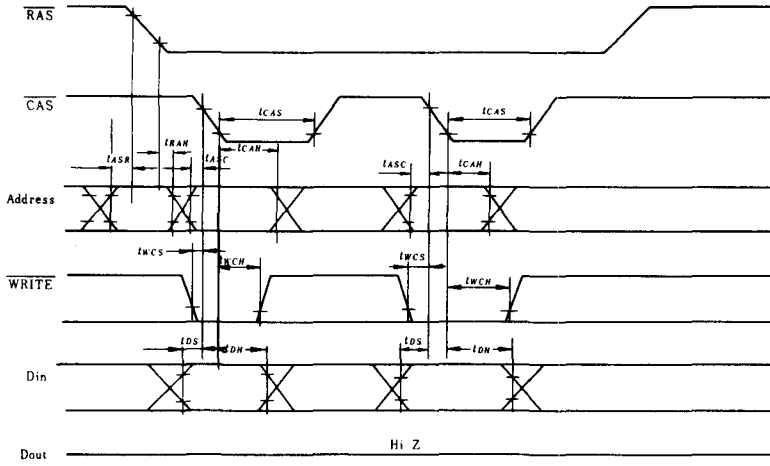 RAS
CAS
tCAS
tCAS
tRAH
tCAH
tASR
tASC
tASC
tCAH
Address
tWCS
tWCH
tWCS
tWCH
WRITE
tDS
tDH
tDS
tDH
Din
Hi Z
Dout